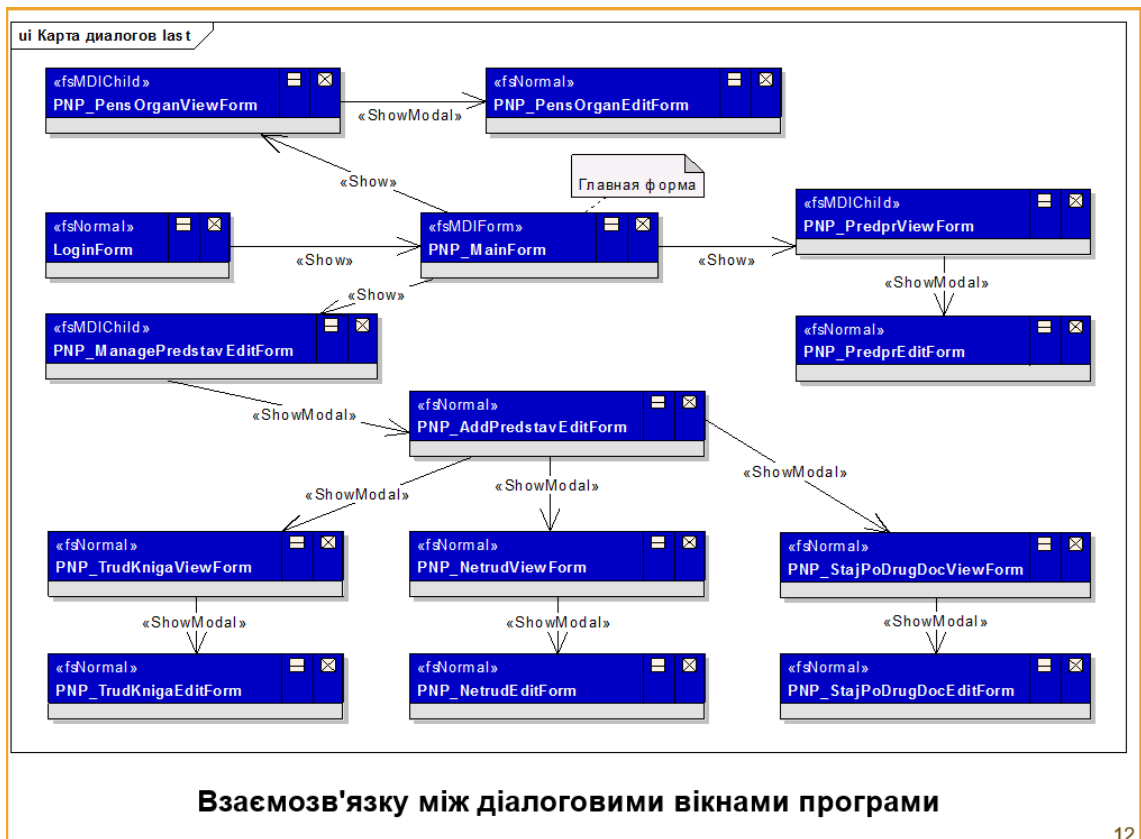 ui Карта диалогов last
«fsMDIChild»
PNP_PensOrganViewForm
«ShowModal»
«fsNormal»
PNP_PensOrganEditForm
«Show»
Главная форма
«fsNormal»
LoginForm
«Show»
«fsMDIForm»
PNP_MainForm
«Show»
«fsMDIChild»
PNP_PredprViewForm
«ShowModal»
«Show»
«fsMDIChild»
PNP_ManagePredstavEditForm
«fsNormal»
PNP_PredprEditForm
«ShowModal»
«fsNormal»
PNP_AddPredstavEditForm
«ShowModal»
«ShowModal»
«ShowModal»
«fsNormal»
PNP_TrudKnigaViewForm
«fsNormal»
PNP_NetrudViewForm
«fsNormal»
PNP_StajPoDrugDocViewForm
«ShowModal»
«ShowModal»
«ShowModal»
«fsNormal»
PNP_TrudKnigaEditForm
«fsNormal»
PNP_NetrudEditForm
«fsNormal»
PNP_StajPoDrugDocEditForm
Взаємозв'язку між діалоговими вікнами програми
12